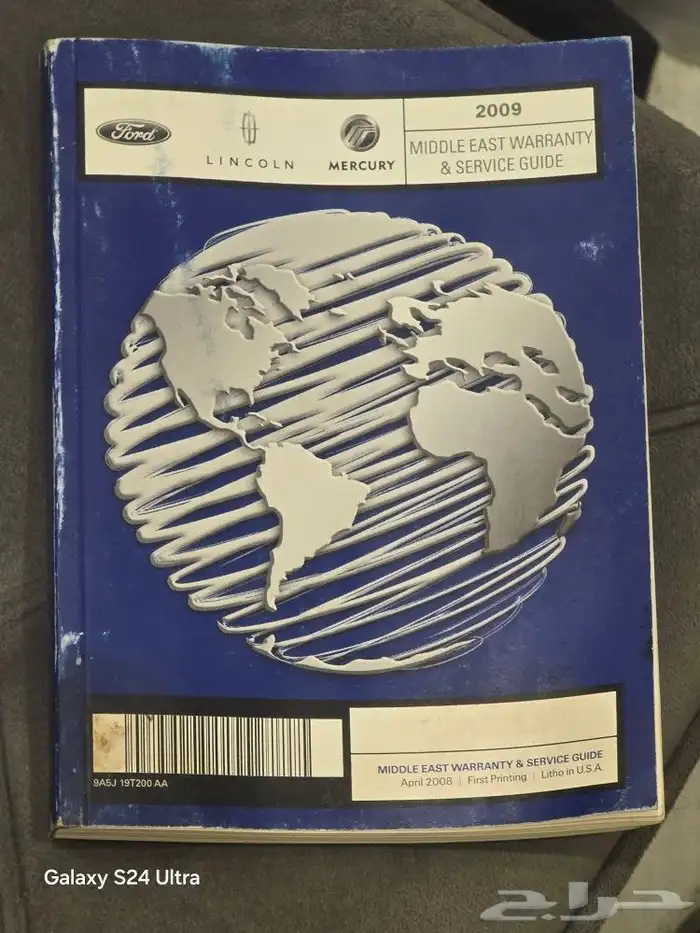 Ford
LINCOLN
MERCURY
2009
MIDDLE EAST WARRANTY
& SERVICE GUIDE
9A5J 19T200 AA
MIDDLE EAST WARRANTY & SERVICE GUIDE
April 2008 | First Printing | Litho in U.S.A.
Galaxy S24 Ultra
حراج